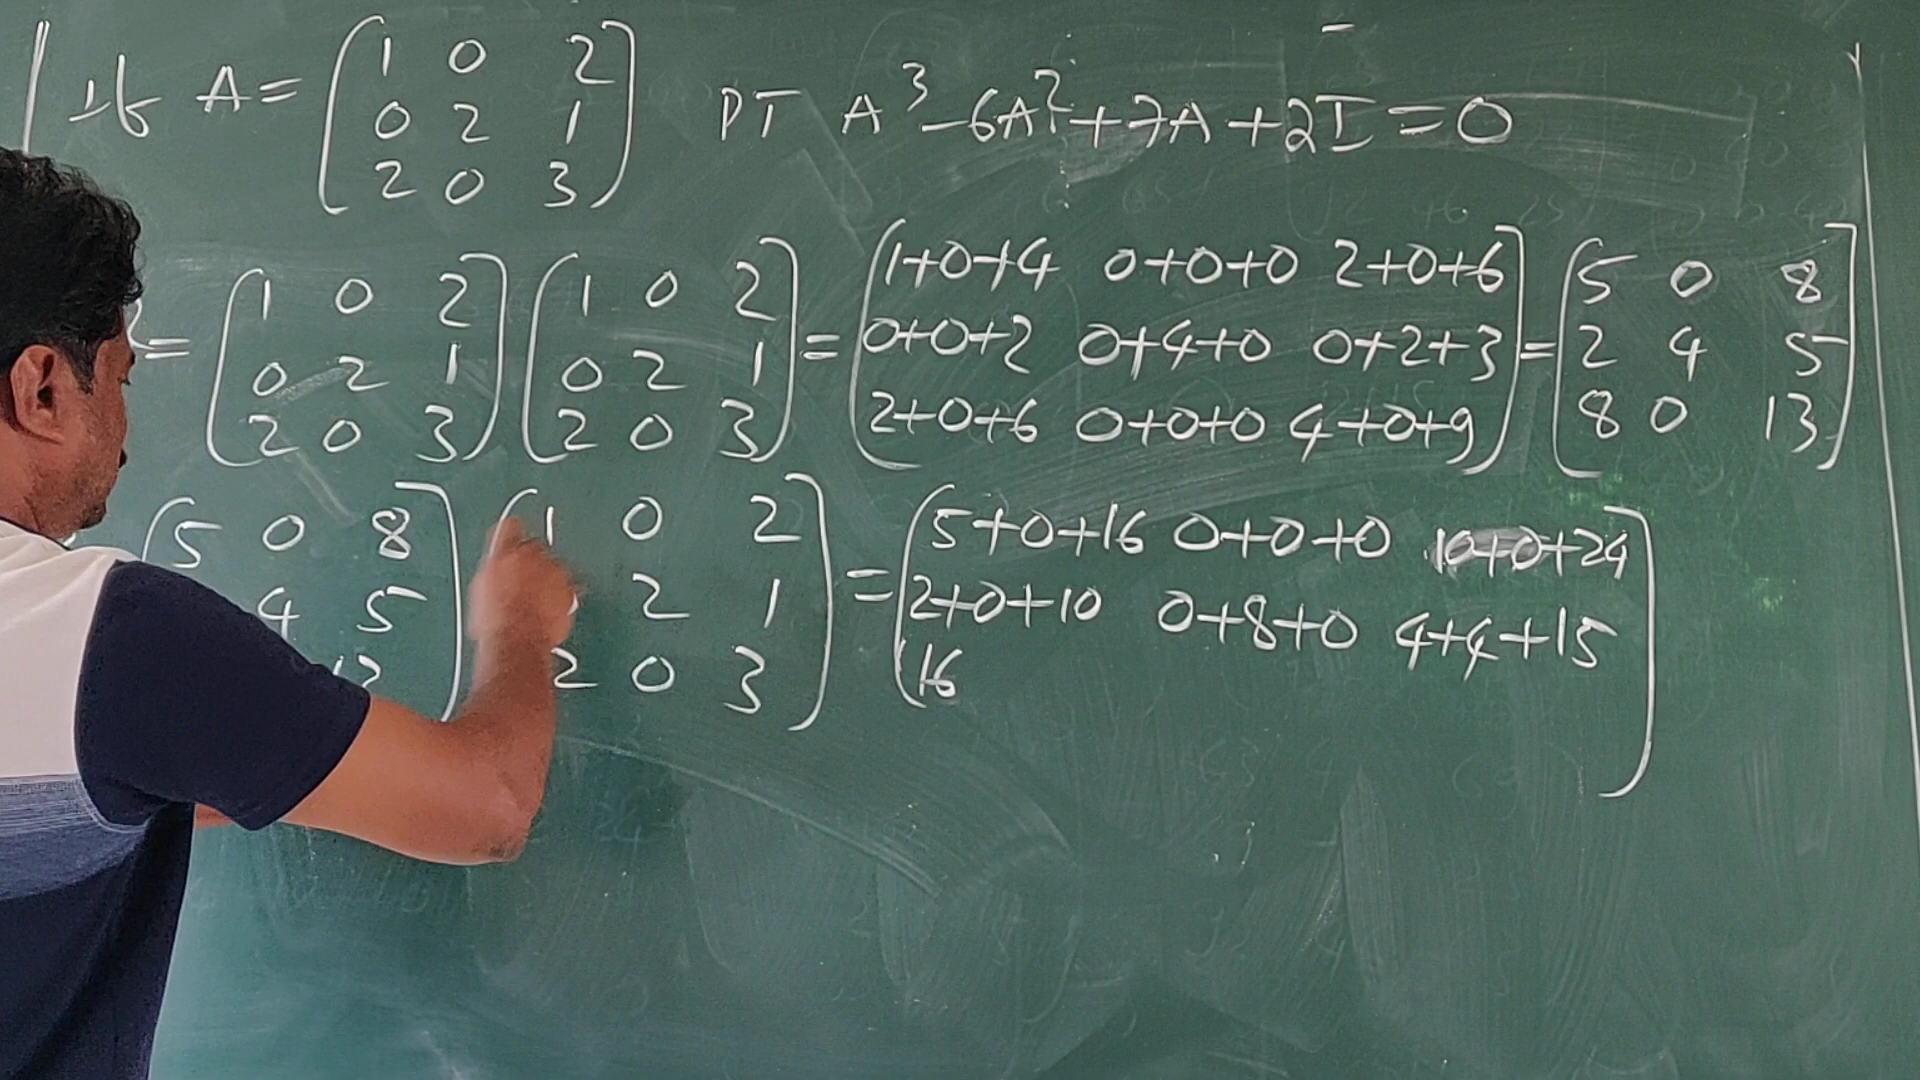 If A = (1 0 2) PT A³ - 6A² + 7A + 2I = 0
0 2 1
2 0 3
= (1 0 2) (1 0 2) = (1+0+4 0+0+0 2+0+6) = (5 0 8)
0 2 1 0 2 1 0+0+2 0+4+0 0+2+3 2 4 5
2 0 3 2 0 3 2+0+6 0+0+0 4+0+9 8 0 13
(5 0 8) (1 0 2) = (5+0+16 0+0+0 10+0+24)
4 5 2 1 2+0+10 0+8+0 4+4+15
2 0 3 16